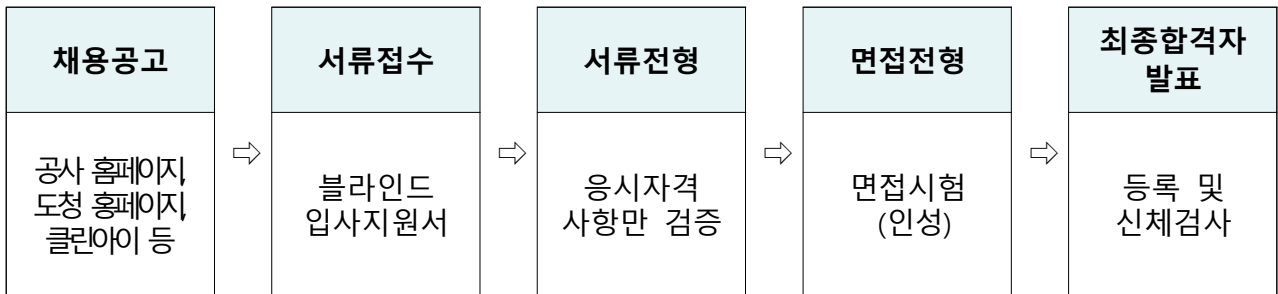 채용공고
서류접수
서류전형
면접전형
최종합격자
발표
공사 홈페이지,
도청 홍페이지,
클린아이 등
⇨
블라인드
입사지원서
⇨
응시자격
사항만 검증
⇨
면접시험
(인성)
⇨
등록 및
신체검사